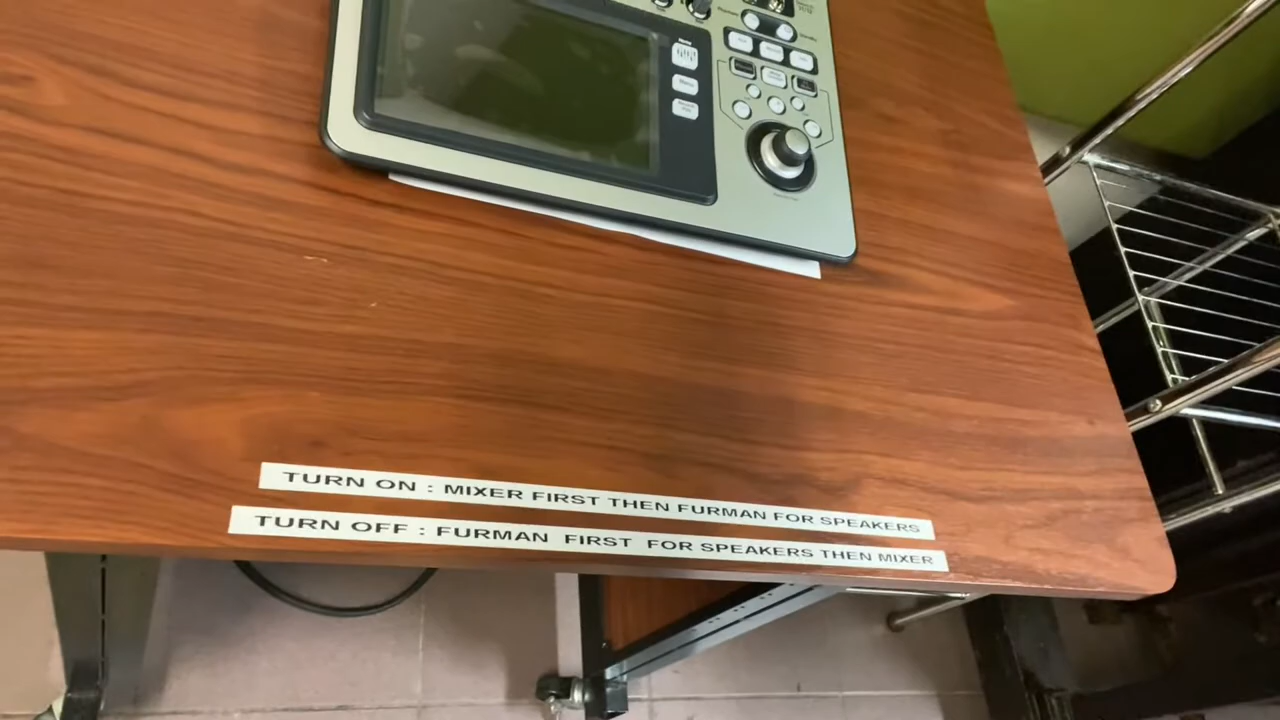 TURN ON : MIXER FIRST THEN FURMAN FOR SPEAKERS
TURN OFF : FURMAN FIRST FOR SPEAKERS THEN MIXER